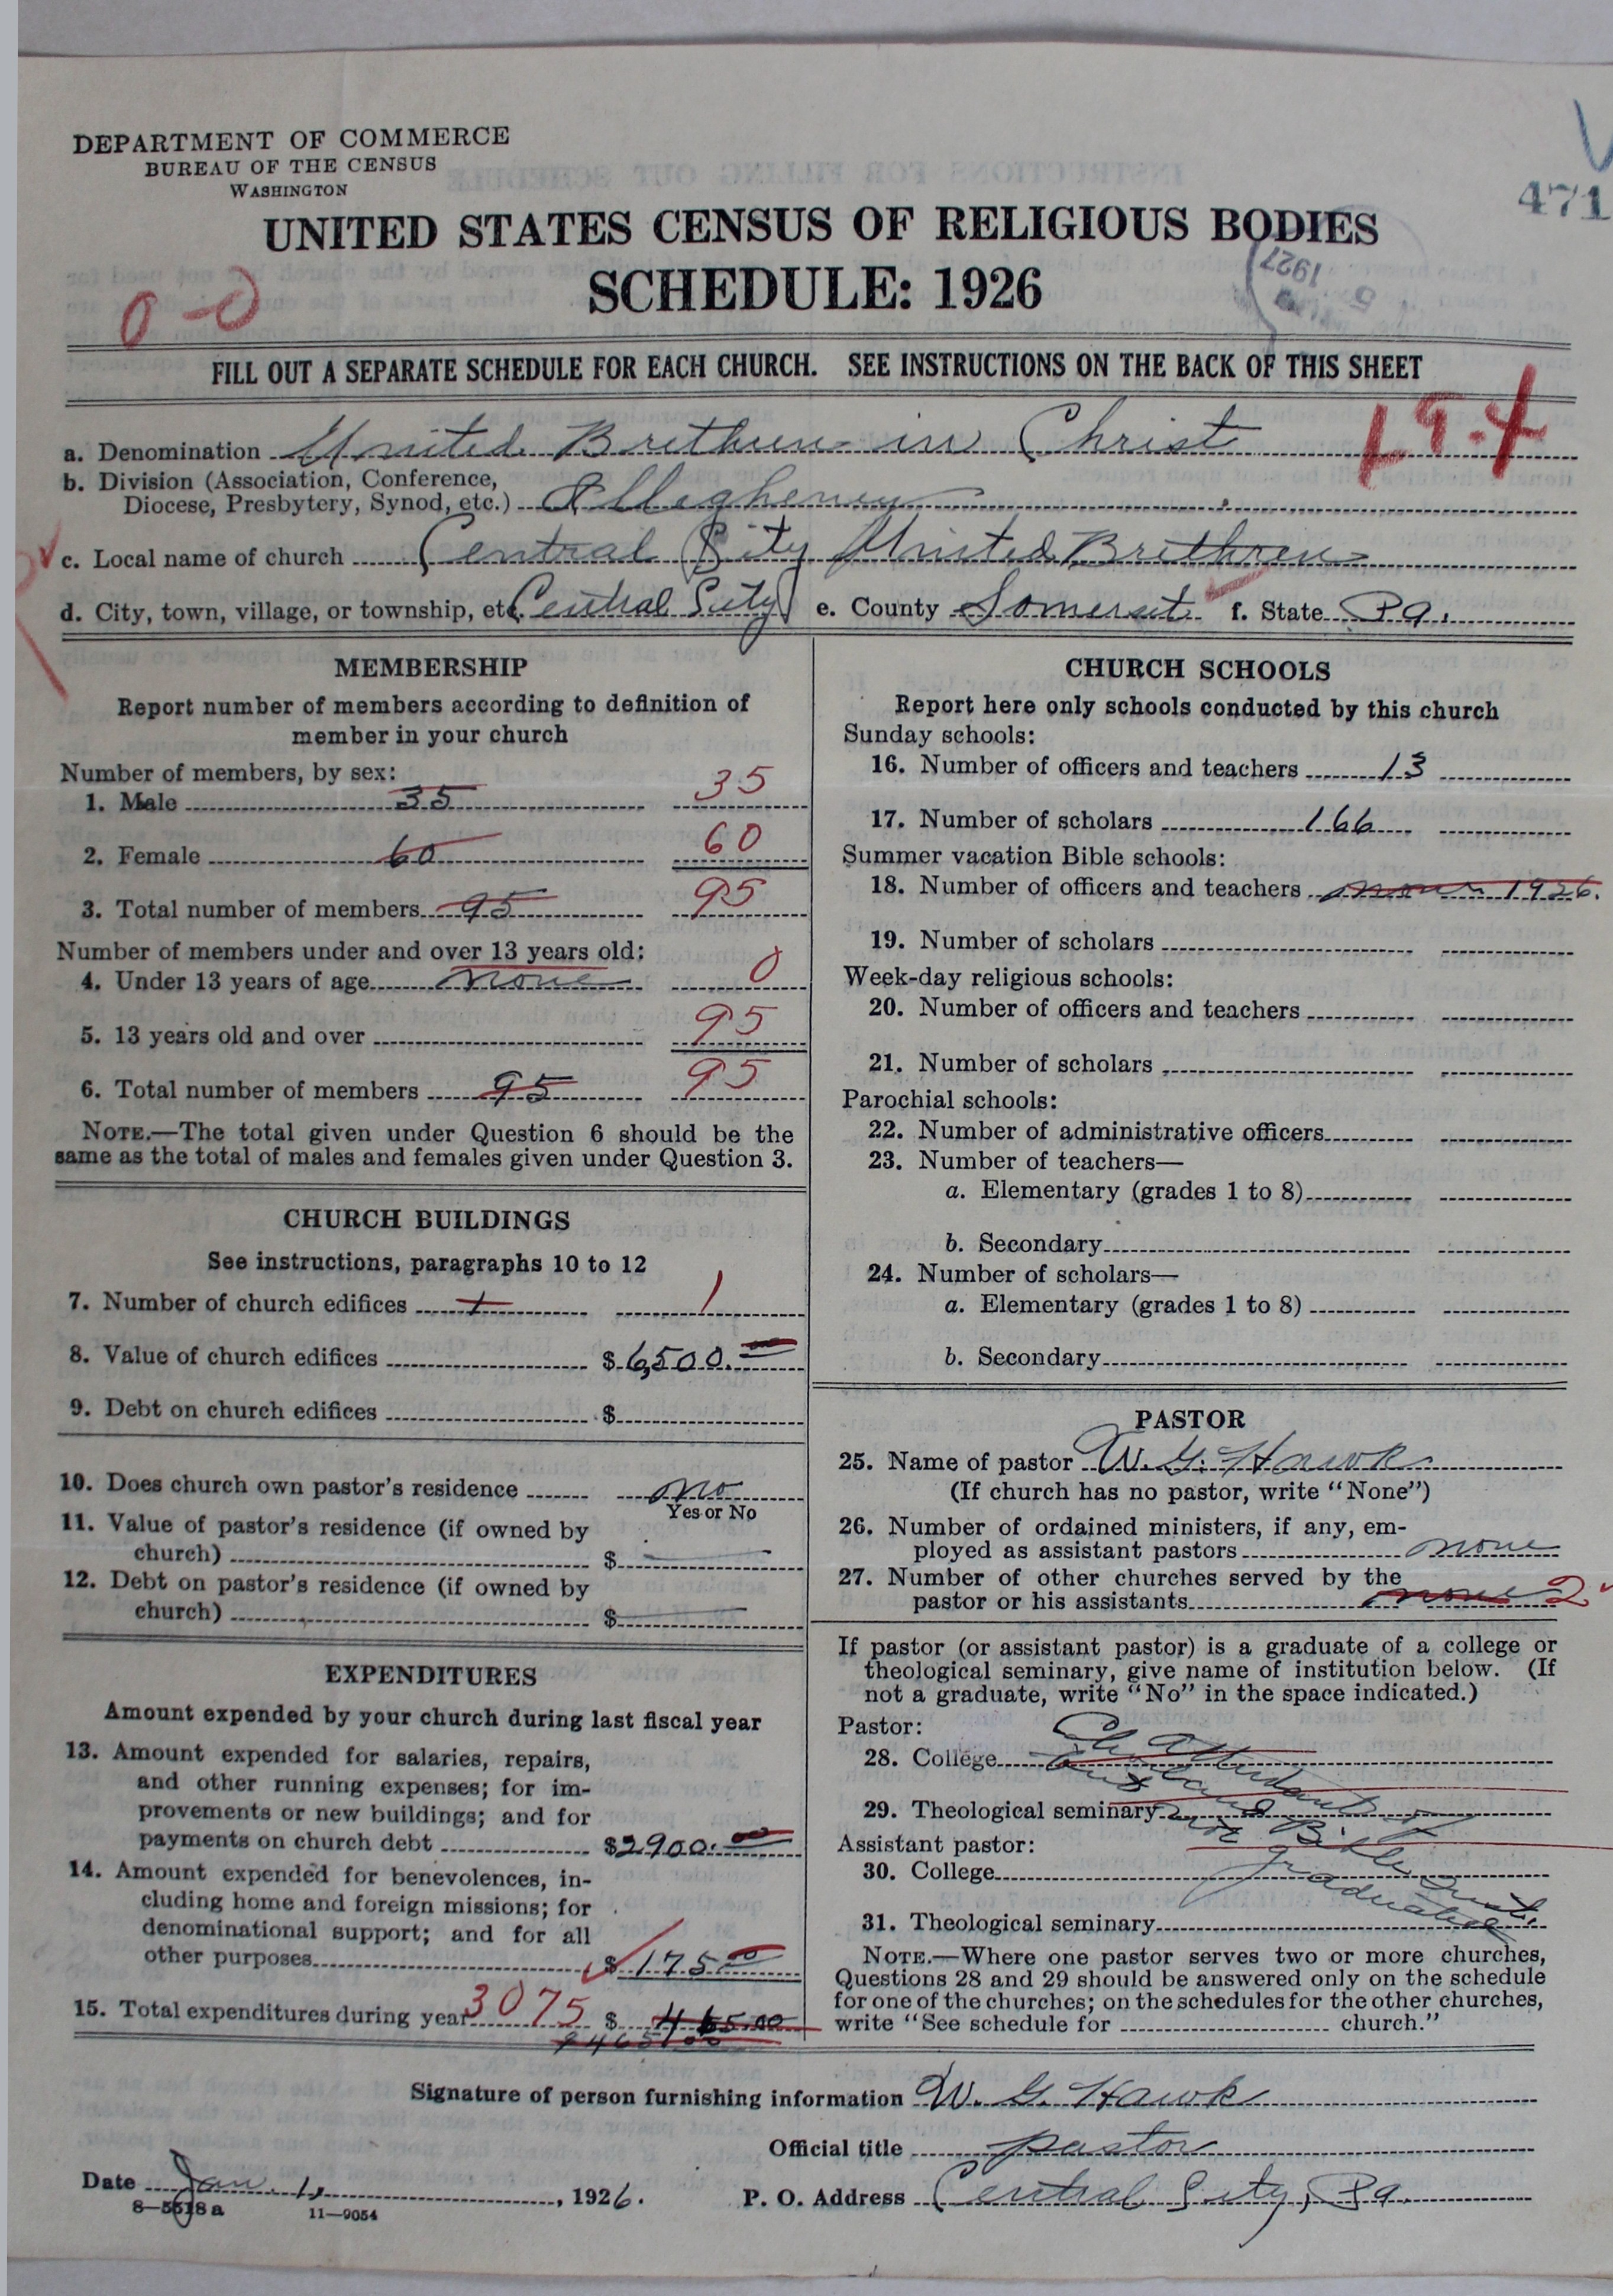 DEPARTMENT OF COMMERCE
BUREAU OF THE CENSUS
WASHINGTON
471
UNITED STATES CENSUS OF RELIGIOUS BODIES
SCHEDULE: 1926
1927
0-0
FILL OUT A SEPARATE SCHEDULE FOR EACH CHURCH. SEE INSTRUCTIONS ON THE BACK OF THIS SHEET
a. Denomination United Brethren in Christ
b. Division (Association, Conference,
Diocese, Presbytery, Synod, etc.) Allegheney
c. Local name of church Central City United Brethren
d. City, town, village, or township, etc. Central City e. County Somerset f. State Pa.
MEMBERSHIP
Report number of members according to definition of
member in your church
Number of members, by sex:
1. Male 35 35
2. Female 60 60
3. Total number of members 95 95
Number of members under and over 13 years old:
4. Under 13 years of age none 0
5. 13 years old and over 95
6. Total number of members 95 95
NOTE.—The total given under Question 6 should be the
same as the total of males and females given under Question 3.
CHURCH BUILDINGS
See instructions, paragraphs 10 to 12
7. Number of church edifices 1 1
8. Value of church edifices $ 6,500.00
9. Debt on church edifices $
10. Does church own pastor's residence no
Yes or No
11. Value of pastor's residence (if owned by
church) $
12. Debt on pastor's residence (if owned by
church) $
EXPENDITURES
Amount expended by your church during last fiscal year
13. Amount expended for salaries, repairs,
and other running expenses; for im-
provements or new buildings; and for
payments on church debt $2900.00
14. Amount expended for benevolences, in-
cluding home and foreign missions; for
denominational support; and for all
other purposes $ 175.00
15. Total expenditures during year 3075 $
CHURCH SCHOOLS
Report here only schools conducted by this church
Sunday schools:
16. Number of officers and teachers 13
17. Number of scholars 166
Summer vacation Bible schools:
18. Number of officers and teachers none 1926.
19. Number of scholars
Week-day religious schools:
20. Number of officers and teachers
21. Number of scholars
Parochial schools:
22. Number of administrative officers
23. Number of teachers—
a. Elementary (grades 1 to 8)
b. Secondary
24. Number of scholars—
a. Elementary (grades 1 to 8)
b. Secondary
PASTOR
25. Name of pastor W. G. Hawk
(If church has no pastor, write "None")
26. Number of ordained ministers, if any, em-
ployed as assistant pastors none
27. Number of other churches served by the
pastor or his assistants none 2
If pastor (or assistant pastor) is a graduate of a college or
theological seminary, give name of institution below. (If
not a graduate, write "No" in the space indicated.)
Pastor:
28. College
29. Theological seminary
Assistant pastor:
30. College
31. Theological seminary
NOTE.—Where one pastor serves two or more churches,
Questions 28 and 29 should be answered only on the schedule
for one of the churches; on the schedules for the other churches,
write "See schedule for church."
Signature of person furnishing information W. G. Hawk
Official title pastor
Date Jan. 1, , 1926.
P. O. Address Central City, Pa.
8—5518 a
11—9054